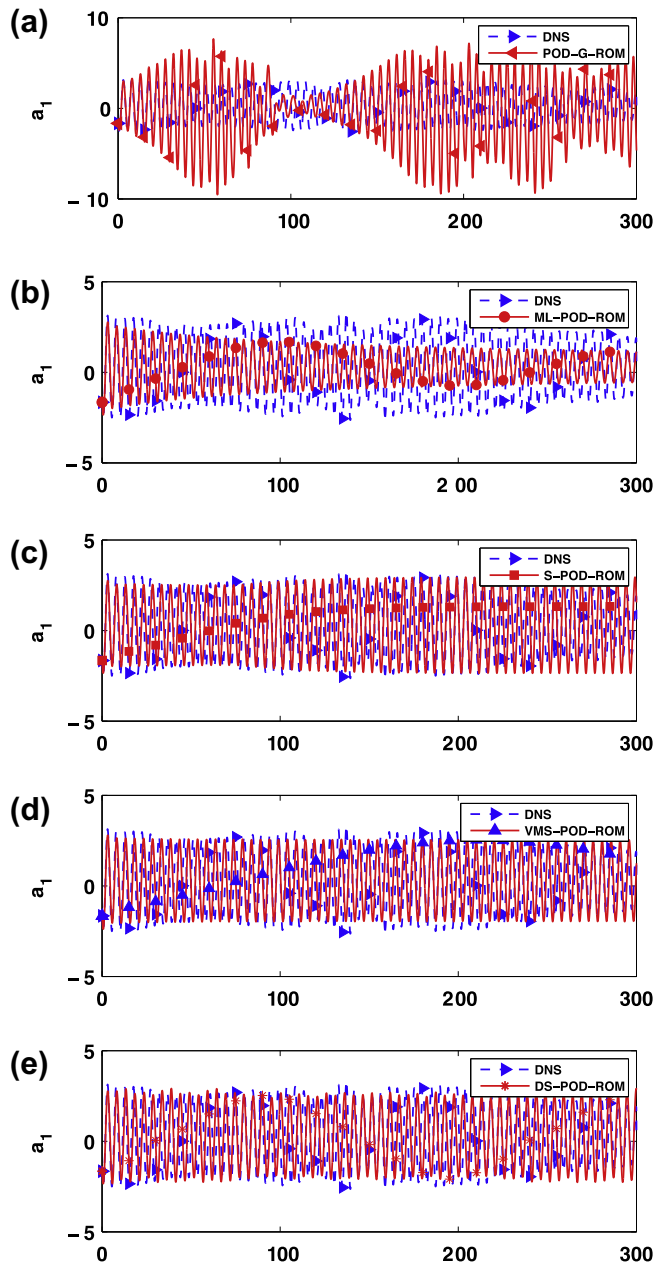 (a)
10
0
− 10
a1
DNS
POD−G−ROM
0 100 200 300
(b)
5
0
− 5
a1
DNS
ML−POD−ROM
0 100 2 00 300
(c)
5
0
− 5
a1
DNS
S−POD−ROM
0 100 200 300
(d)
5
0
− 5
a1
DNS
VMS−POD−ROM
0 100 200 300
(e)
5
0
− 5
a1
DNS
DS−POD−ROM
0 100 200 300